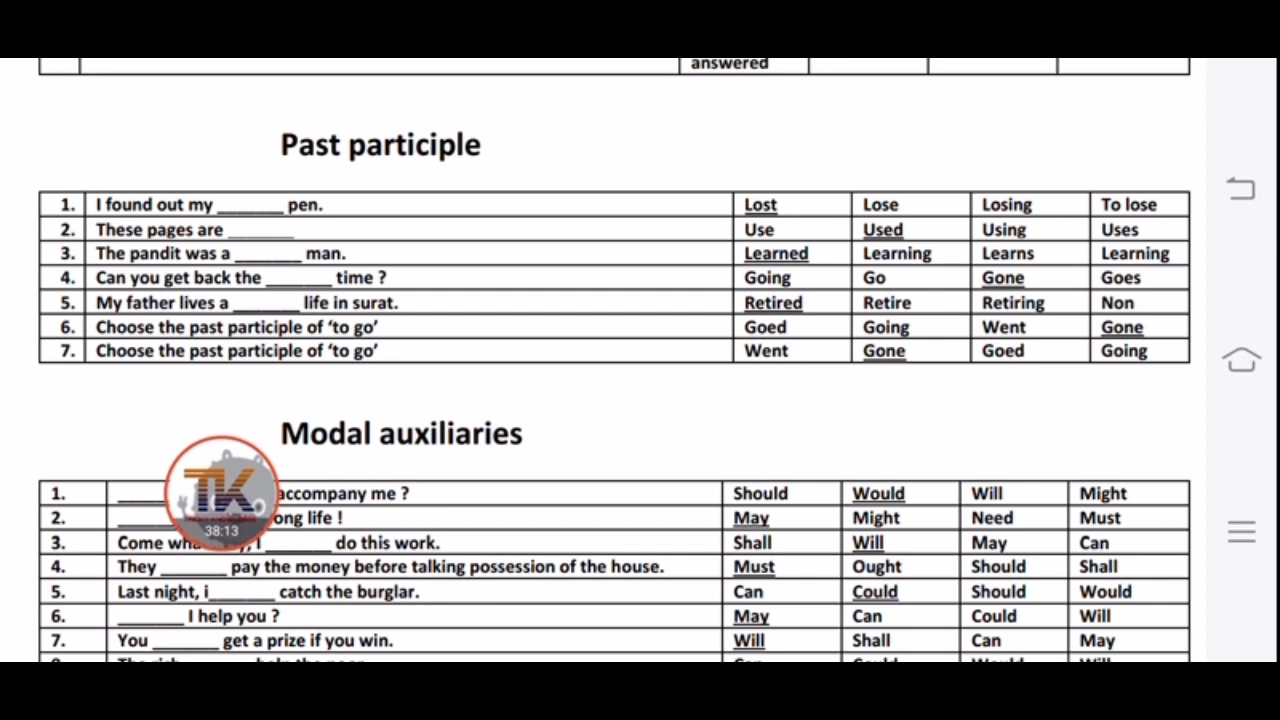 answered
Past participle
1. I found out my _______ pen. Lost Lose Losing To lose
2. These pages are _______ Use Used Using Uses
3. The pandit was a _______ man. Learned Learning Learns Learning
4. Can you get back the _______ time ? Going Go Gone Goes
5. My father lives a _______ life in surat. Retired Retire Retiring Non
6. Choose the past participle of ‘to go’ Goed Going Went Gone
7. Choose the past participle of ‘to go’ Went Gone Goed Going
Modal auxiliaries
1. _____ accompany me ? Should Would Will Might
2. _____ ong life ! May Might Need Must
TK
38:13
3. Come I _______ do this work. Shall Will May Can
4. They _______ pay the money before talking possession of the house. Must Ought Should Shall
5. Last night, i_______ catch the burglar. Can Could Should Would
6. _______ I help you ? May Can Could Will
7. You _______ get a prize if you win. Will Shall Can May